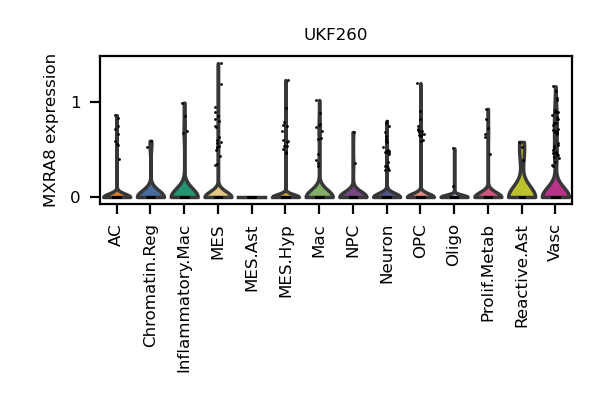 UKF260
MXRA8 expression
1
0
AC
Chromatin.Reg
Inflammatory.Mac
MES
MES.Ast
MES.Hyp
Mac
NPC
Neuron
OPC
Oligo
Prolif.Metab
Reactive.Ast
Vasc